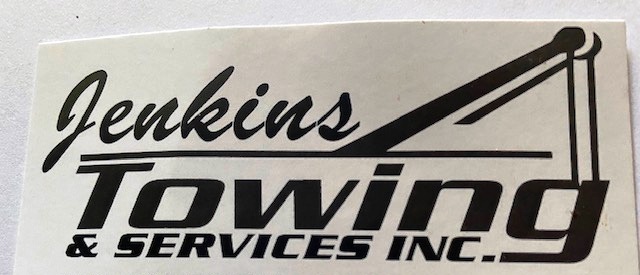 Jenkins
Towing
& SERVICES INC.